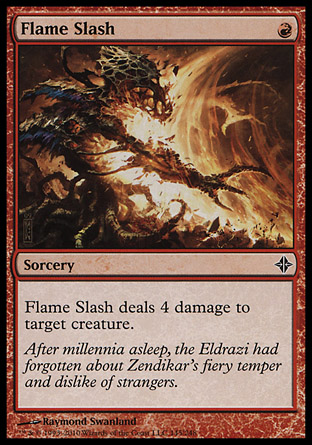 Flame Slash
Sorcery
Flame Slash deals 4 damage to
target creature.
After millennia asleep, the Eldrazi had
forgotten about Zendikar's fiery temper
and dislike of strangers.
Raymond Swanland